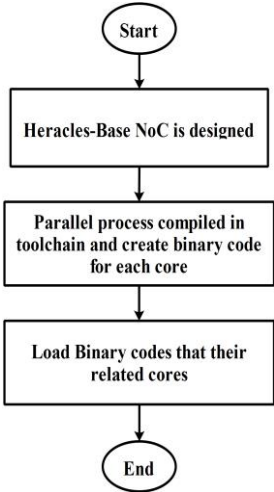 Start
Heracles-Base NoC is designed
Parallel process compiled in
toolchain and create binary code
for each core
Load Binary codes that their
related cores
End